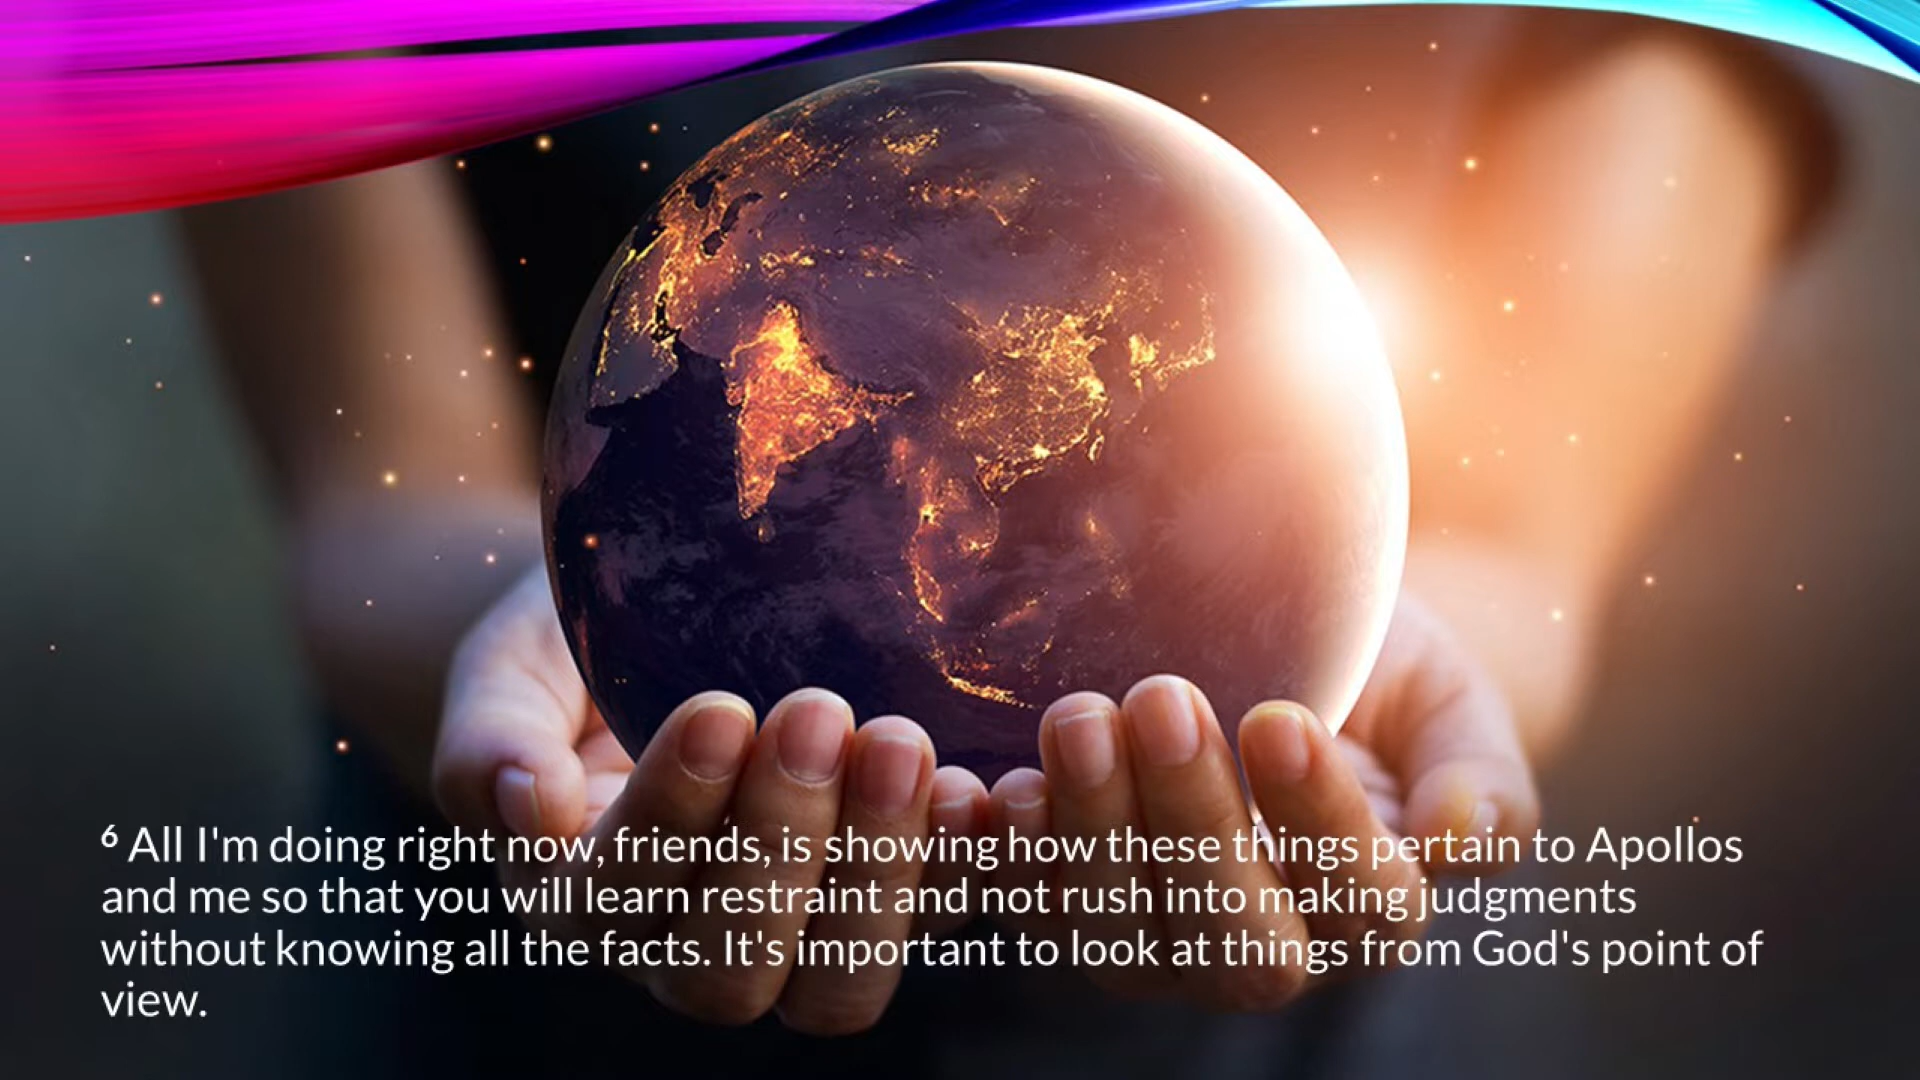 6 All I'm doing right now, friends, is showing how these things pertain to Apollos
and me so that you will learn restraint and not rush into making judgments
without knowing all the facts. It's important to look at things from God's point of
view.